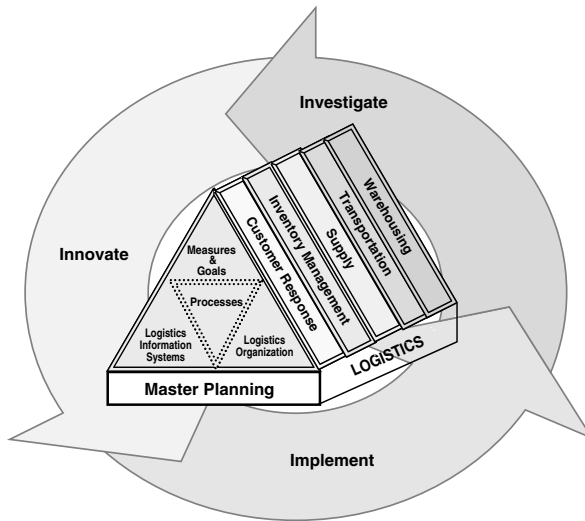 Investigate
Innovate
Measures
&
Goals
Processes
Logistics
Information
Systems
Logistics
Organization
Customer Response
Inventory Management
Supply
Transportation
Warehousing
Master Planning
LOGISTICS
Implement